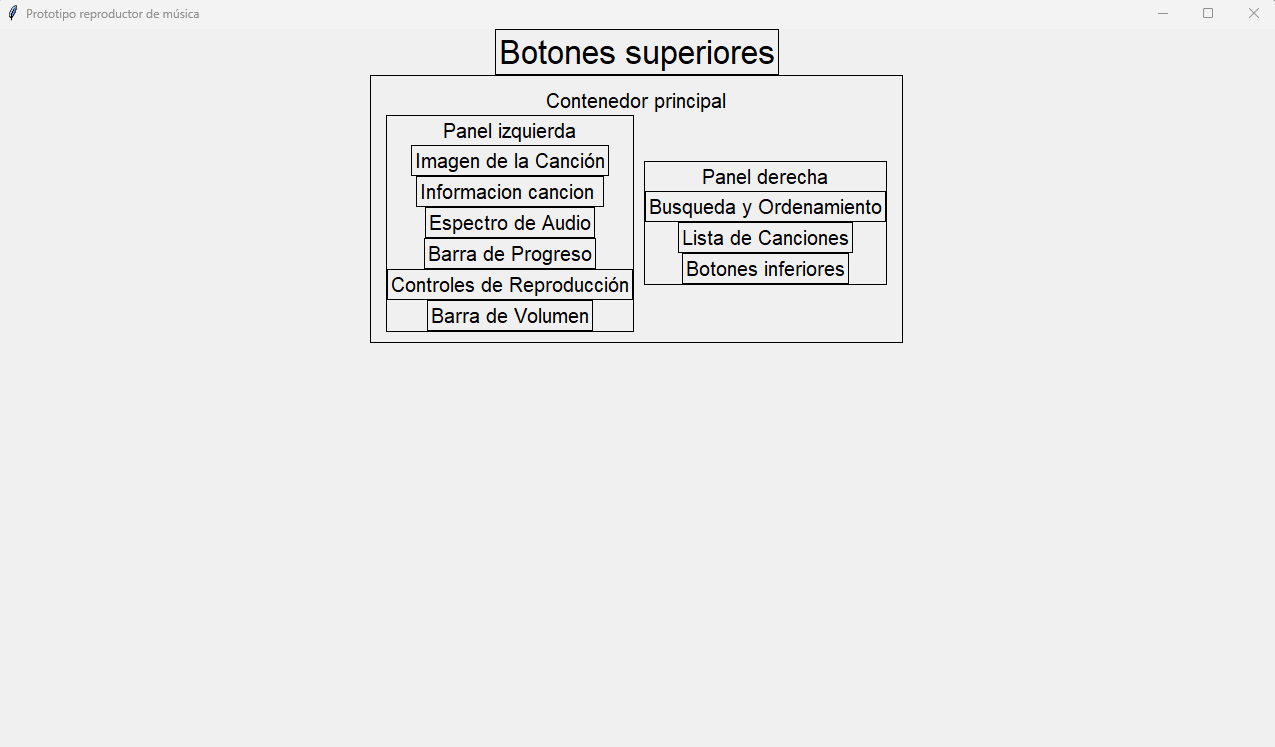 Prototipo reproductor de música
Botones superiores
Contenedor principal
Panel izquierda
Imagen de la Canción
Informacion cancion
Espectro de Audio
Barra de Progreso
Controles de Reproducción
Barra de Volumen
Panel derecha
Busqueda y Ordenamiento
Lista de Canciones
Botones inferiores